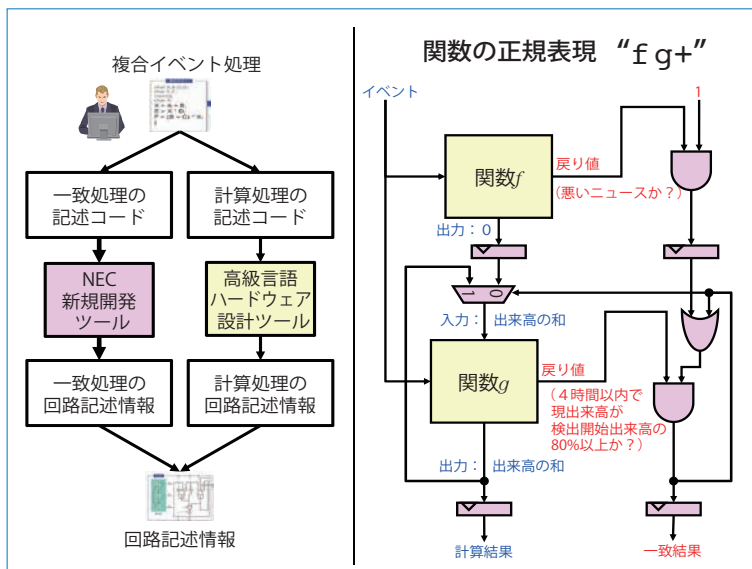 複合イベント処理
一致処理の
記述コード
計算処理の
記述コード
NEC
新規開発
ツール
高級言語
ハードウェア
設計ツール
一致処理の
回路記述情報
計算処理の
回路記述情報
回路記述情報
関数の正規表現 “f g+”
イベント
1
関数f
戻り値
(悪いニュースか？)
出力：0
1 0
入力： 出来高の和
関数g
戻り値
(４時間以内で
現出来高が
検出開始出来高の
80%以上か？)
出力： 出来高の和
計算結果
一致結果